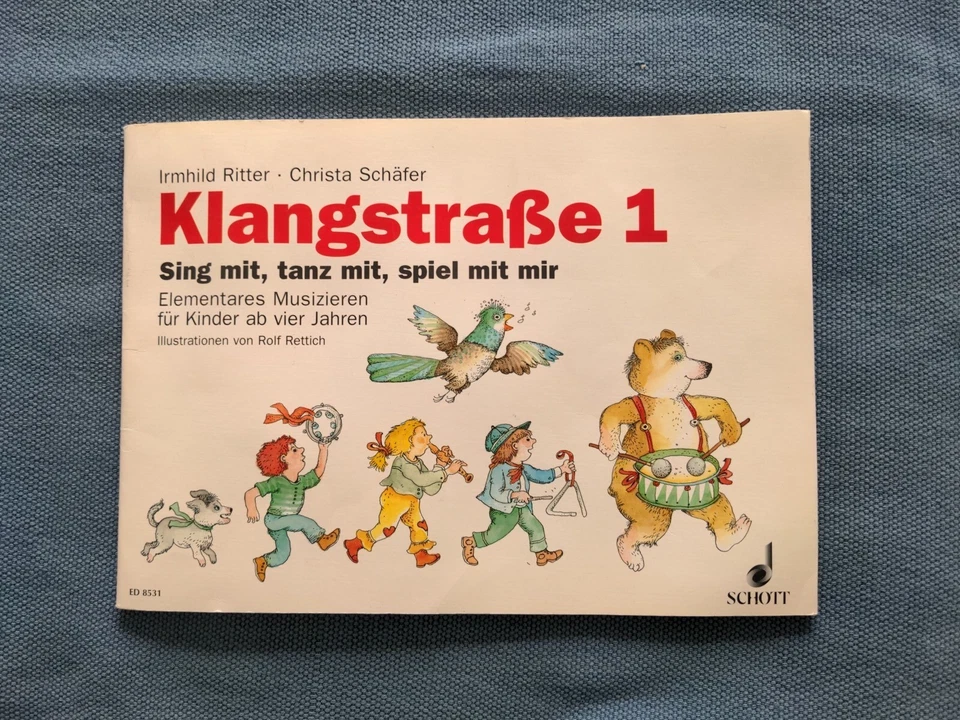 Irmhild Ritter · Christa Schäfer
Klangstraße 1
Sing mit, tanz mit, spiel mit mir
Elementares Musizieren
für Kinder ab vier Jahren
Illustrationen von Rolf Rettich
ED 8531
SCHOTT